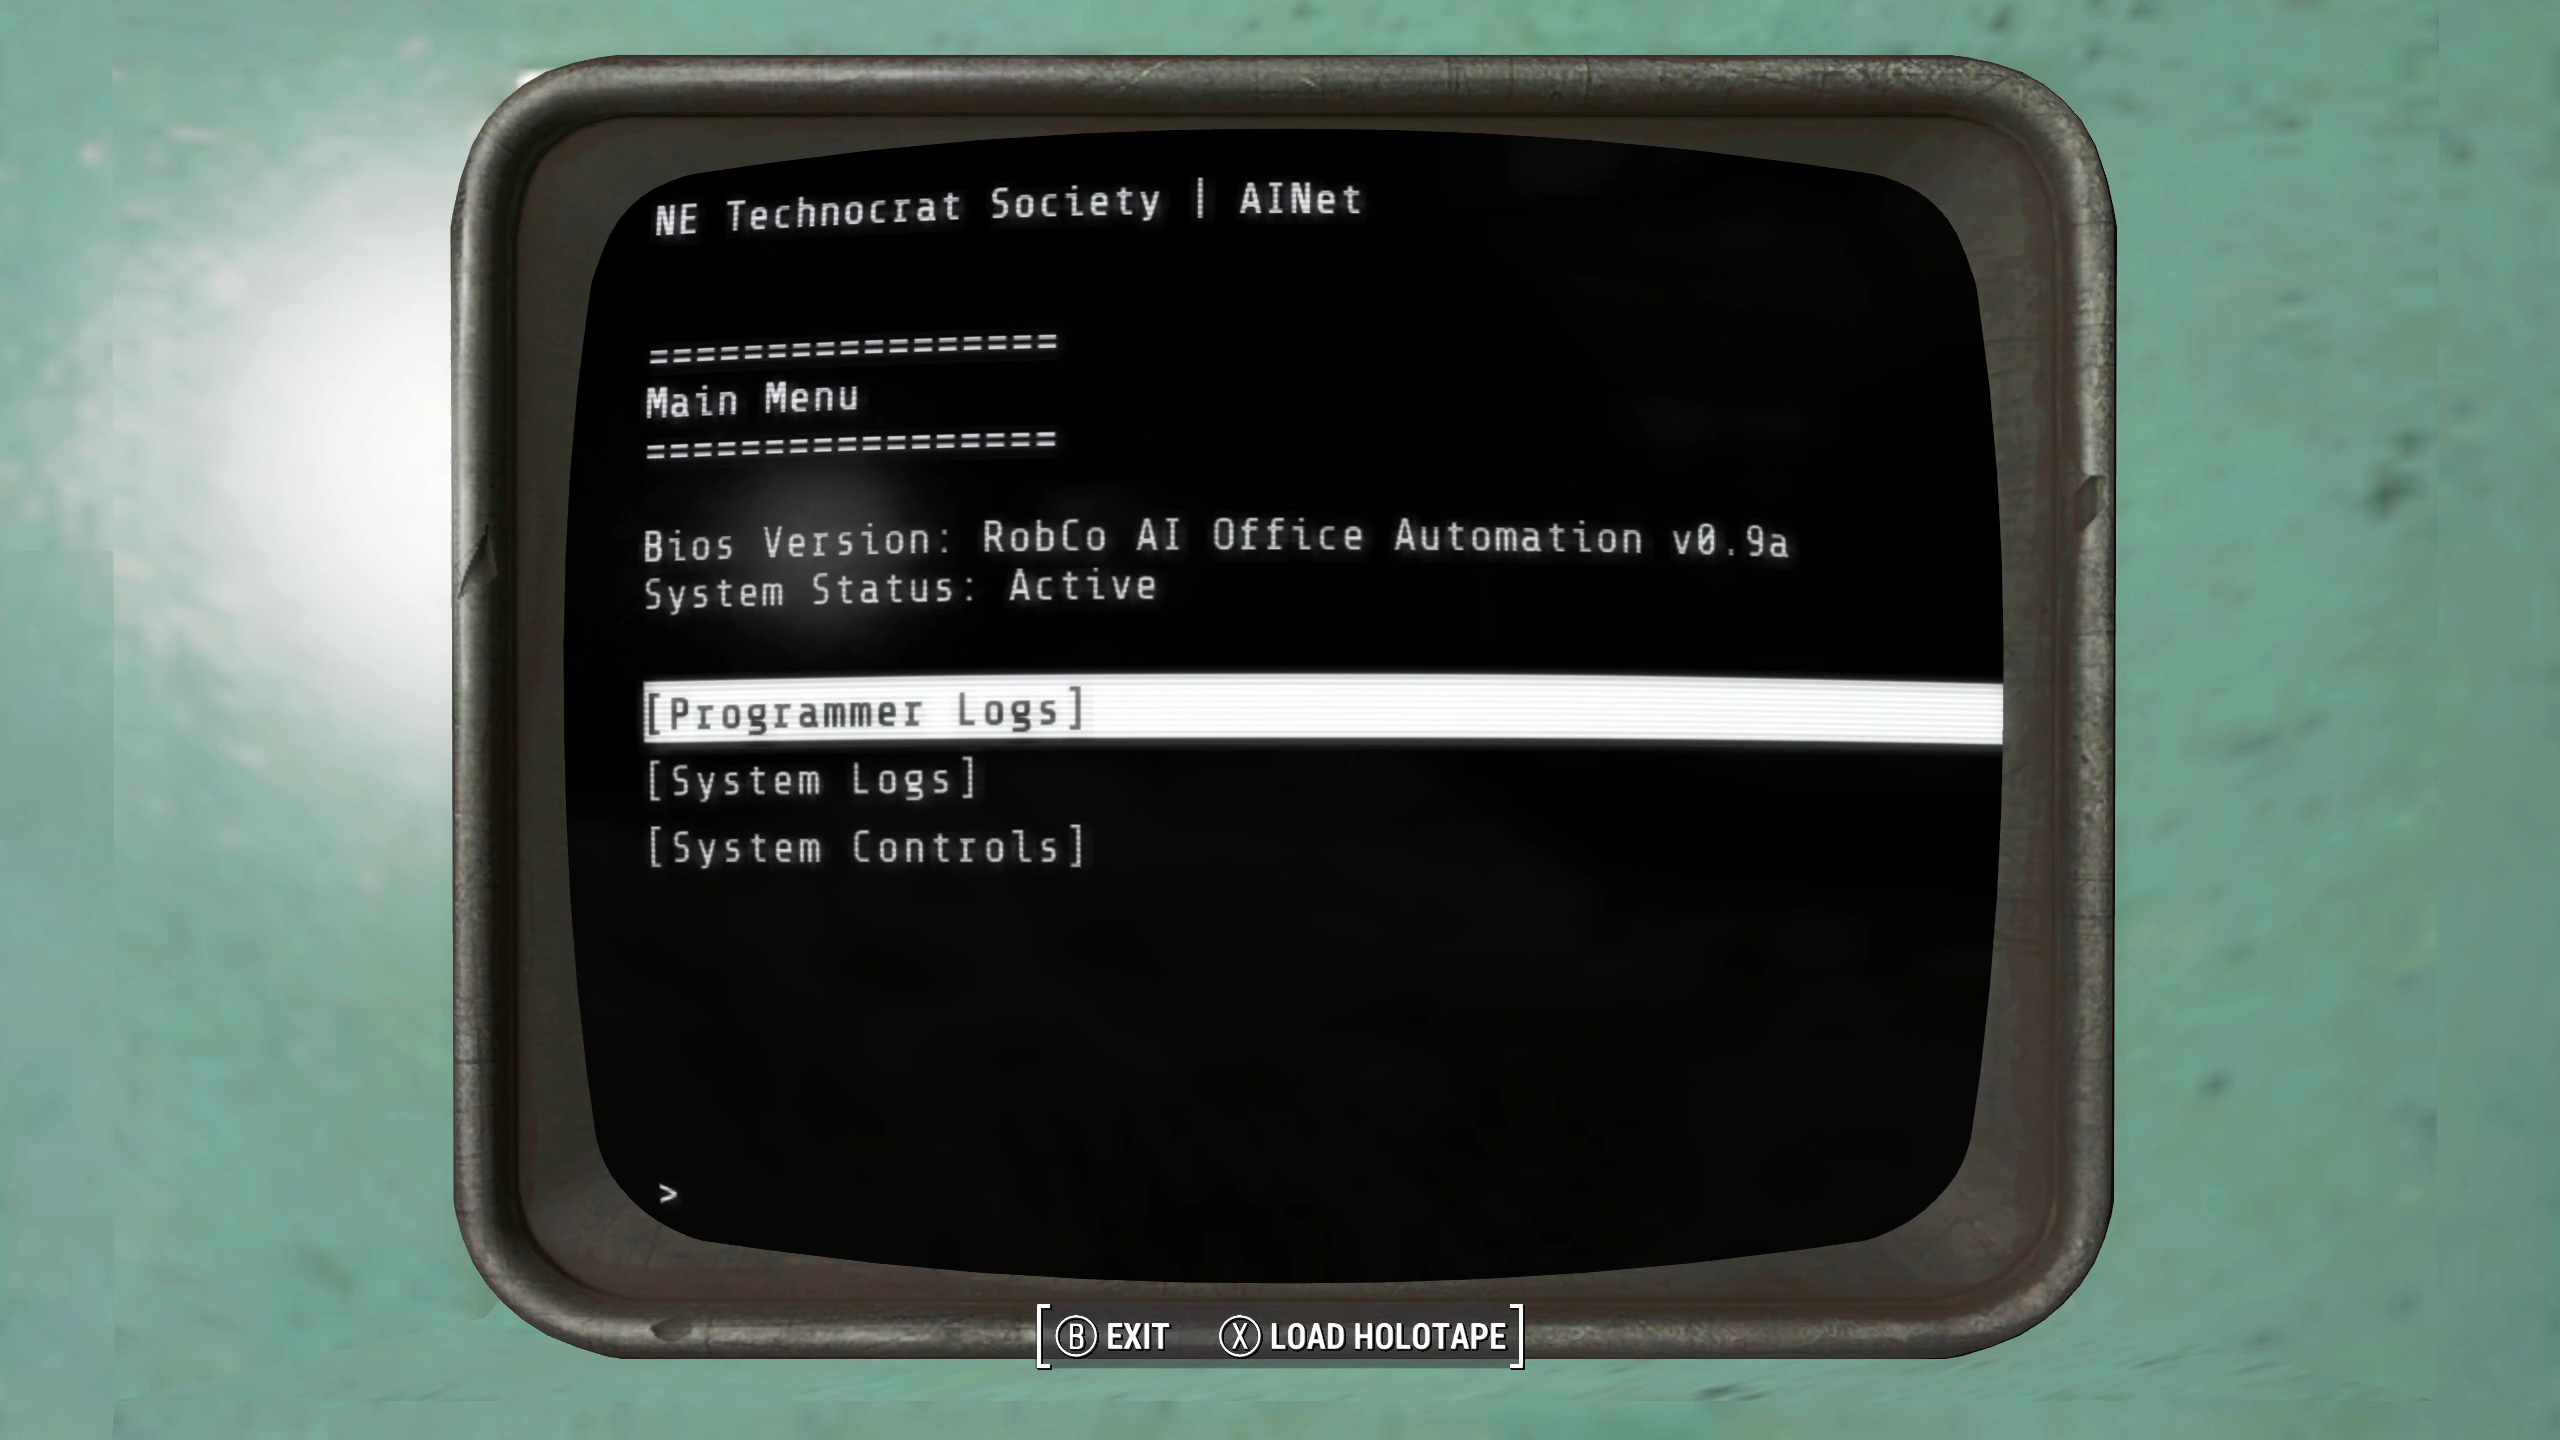 NE Technocrat Society | AINet
=================
Main Menu
=================
Bios Version: RobCo AI Office Automation v0.9a
System Status: Active
[Programmer Logs]
[System Logs]
[System Controls]
>
[Ⓑ EXIT Ⓧ LOAD HOLOTAPE]